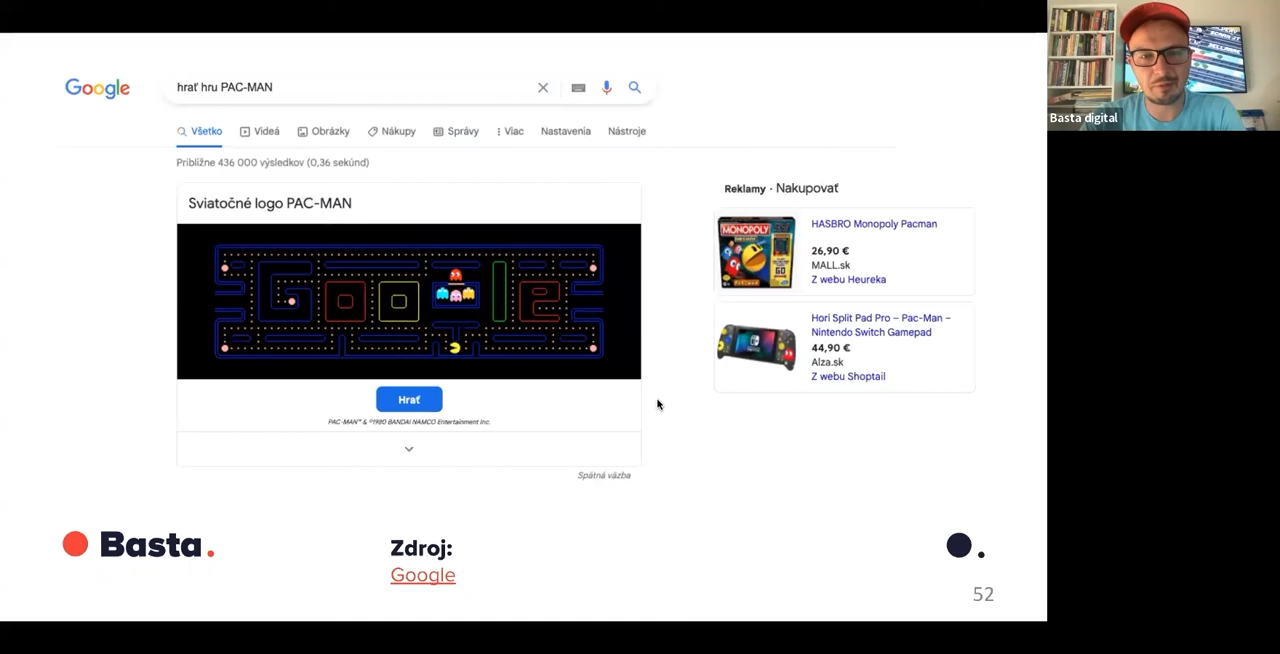 Google
hrať hru PAC-MAN
Všetko
Videá
Obrázky
Nákupy
Správy
Viac
Nastavenia
Nástroje
Približne 436 000 výsledkov (0,36 sekúnd)
Sviatočné logo PAC-MAN
Hrať
PAC-MAN™ & ©1980 BANDAI NAMCO Entertainment Inc.
Spätná väzba
Reklamy · Nakupovať
MONOPOLY
HASBRO Monopoly Pacman
26,90 €
MALL.sk
Z webu Heureka
Hori Split Pad Pro – Pac-Man –
Nintendo Switch Gamepad
44,90 €
Alza.sk
Z webu Shoptail
Basta.
Zdroj:
Google
52
Basta digital